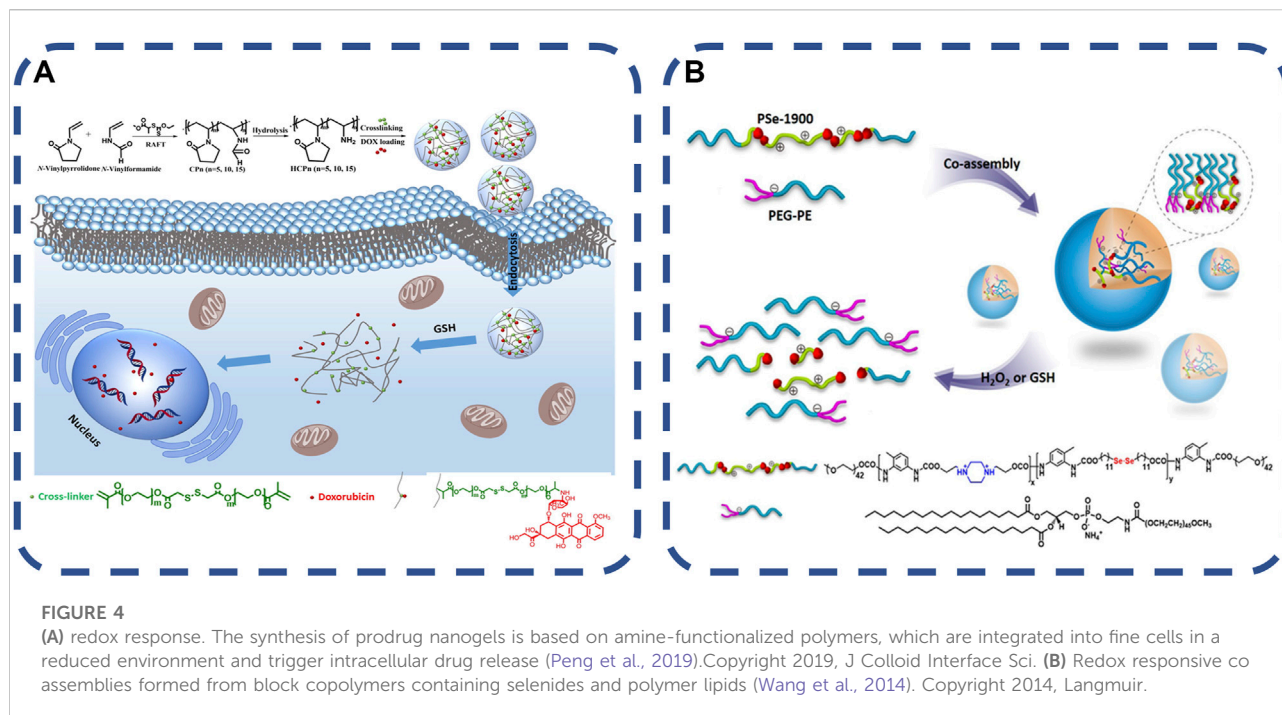 A
N-Vinylpyrrolidone
N-Vinylformamide
RAFT
CPn (n=5, 10, 15)
Hydrolysis
HCPn (n=5, 10, 15)
Crosslinking
DOX loading
Endocytosis
GSH
Nucleus
Cross-linker
Doxorubicin
B
PSe-1900
PEG-PE
Co-assembly
H₂O₂ or GSH
FIGURE 4
(A) redox response. The synthesis of prodrug nanogels is based on amine-functionalized polymers, which are integrated into fine cells in a
reduced environment and trigger intracellular drug release (Peng et al., 2019).Copyright 2019, J Colloid Interface Sci. (B) Redox responsive co
assemblies formed from block copolymers containing selenides and polymer lipids (Wang et al., 2014). Copyright 2014, Langmuir.